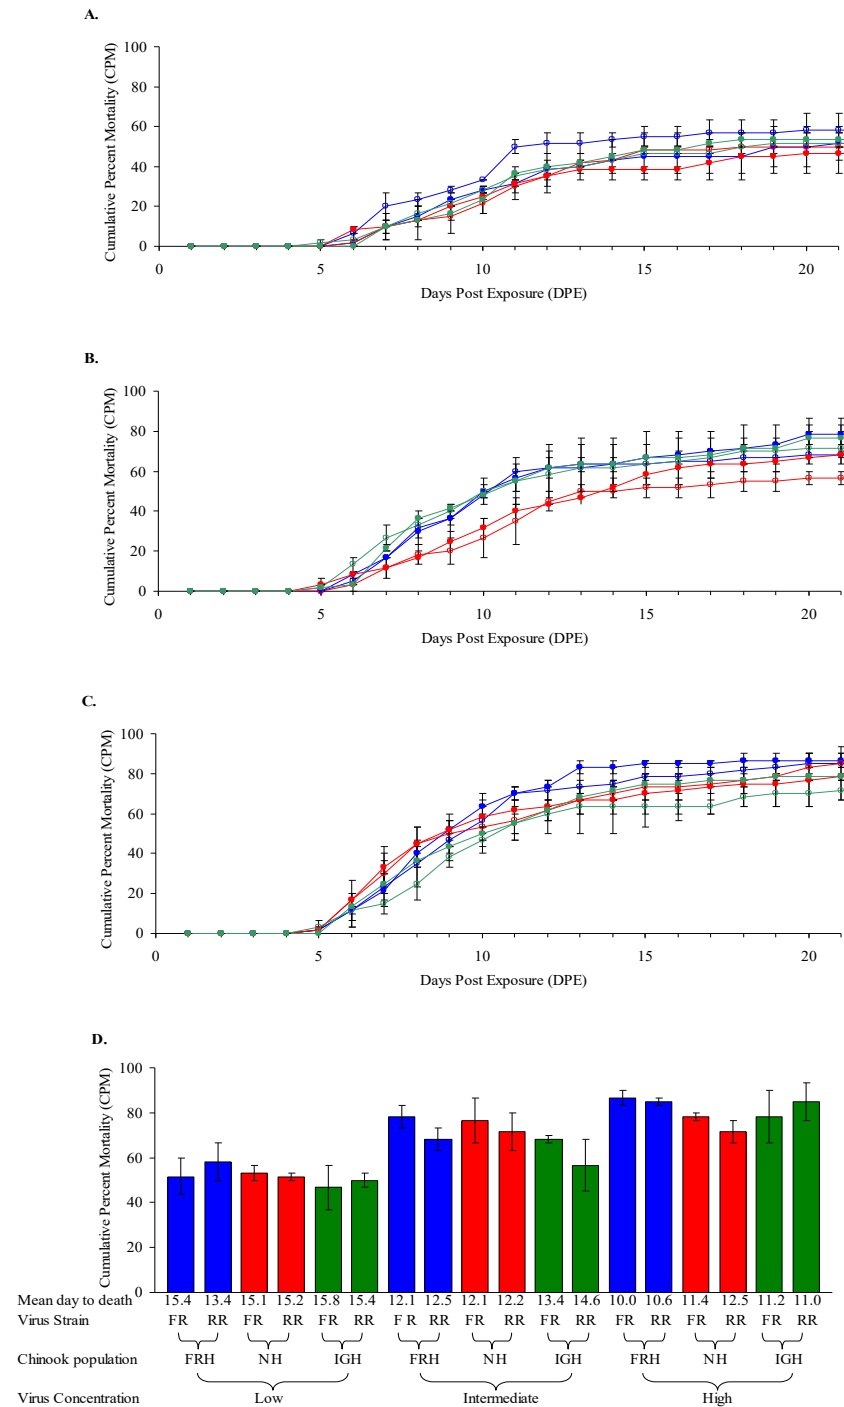 A.
Cumulative Percent Mortality (CPM)
100
80
60
40
20
0
0 5 10 15 20
Days Post Exposure (DPE)
B.
Cumulative Percent Mortality (CPM)
100
80
60
40
20
0
0 5 10 15 20
Days Post Exposure (DPE)
C.
Cumulative Percent Mortality (CPM)
100
80
60
40
20
0
0 5 10 15 20
Days Post Exposure (DPE)
D.
Cumulative Percent Mortality (CPM)
100
80
60
40
20
0
Mean day to death 15.4 13.4 15.1 15.2 15.8 15.4 12.1 12.5 12.1 12.2 13.4 14.6 10.0 10.6 11.4 12.5 11.2 11.0
Virus Strain FR RR FR RR FR RR F R RR FR RR FR RR FR RR FR RR FR RR
Chinook population FRH NH IGH FRH NH IGH FRH NH IGH
Virus Concentration Low Intermediate High